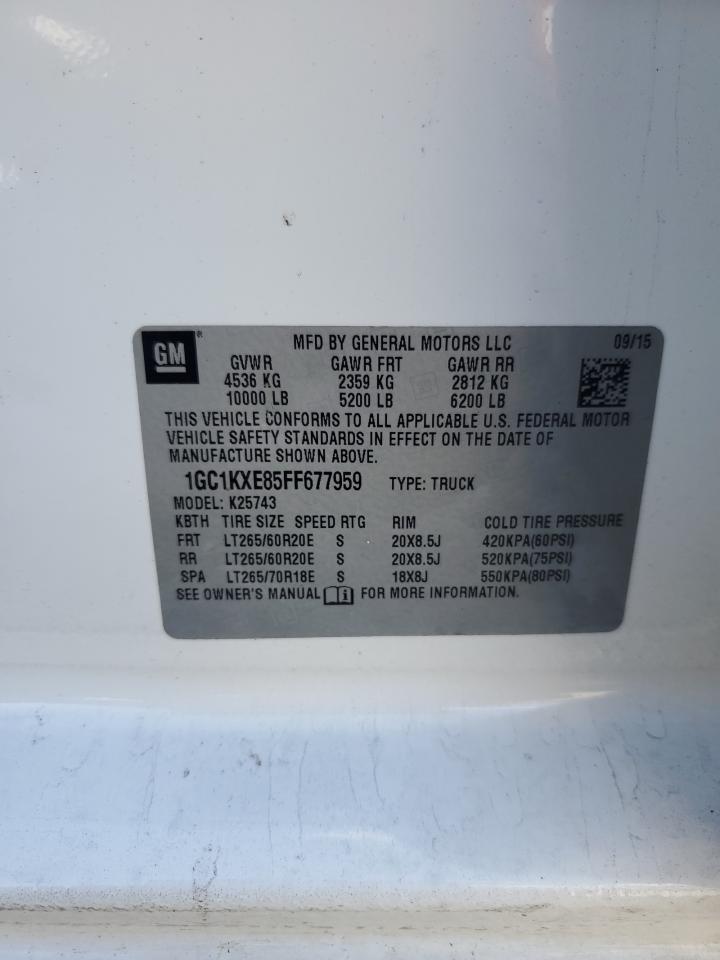 GM
®
MFD BY GENERAL MOTORS LLC 09/15
GVWR GAWR FRT GAWR RR
4536 KG 2359 KG 2812 KG
10000 LB 5200 LB 6200 LB
THIS VEHICLE CONFORMS TO ALL APPLICABLE U.S. FEDERAL MOTOR
VEHICLE SAFETY STANDARDS IN EFFECT ON THE DATE OF
MANUFACTURE SHOWN ABOVE.
1GC1KXE85FF677959 TYPE: TRUCK
MODEL: K25743
KBTH TIRE SIZE SPEED RTG RIM COLD TIRE PRESSURE
FRT LT265/60R20E S 20X8.5J 420KPA(60PSI)
RR LT265/60R20E S 20X8.5J 520KPA(75PSI)
SPA LT265/70R18E S 18X8J 550KPA(80PSI)
SEE OWNER'S MANUAL i FOR MORE INFORMATION.